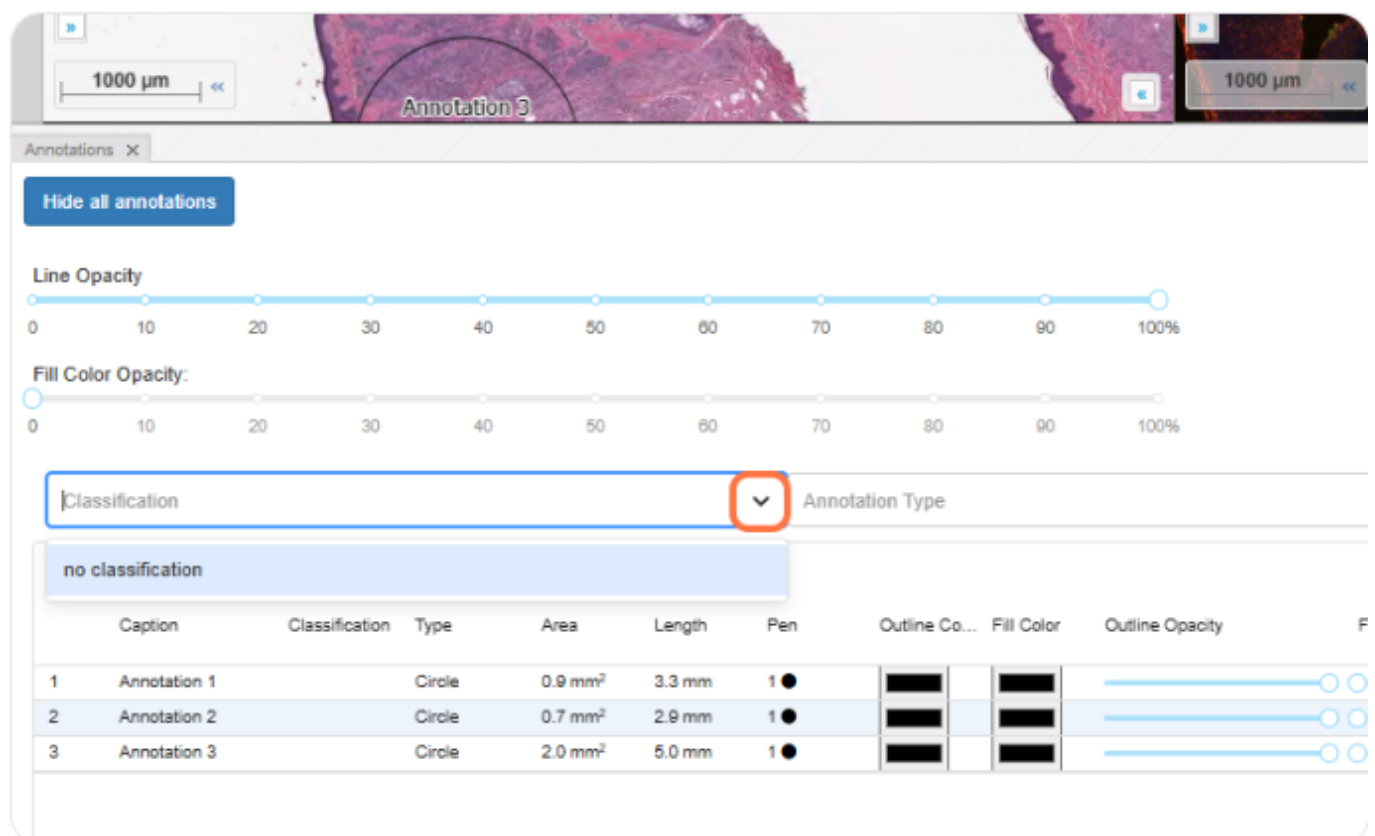 1000 µm «
Annotation 3
1000 µm «
Annotations ×
Hide all annotations
Line Opacity
0 10 20 30 40 50 60 70 80 90 100%
Fill Color Opacity:
0 10 20 30 40 50 60 70 80 90 100%
Classification Annotation Type
no classification
Caption Classification Type Area Length Pen Outline Co... Fill Color Outline Opacity F
1 Annotation 1 Circle 0.9 mm² 3.3 mm 1
2 Annotation 2 Circle 0.7 mm² 2.9 mm 1
3 Annotation 3 Circle 2.0 mm² 5.0 mm 1